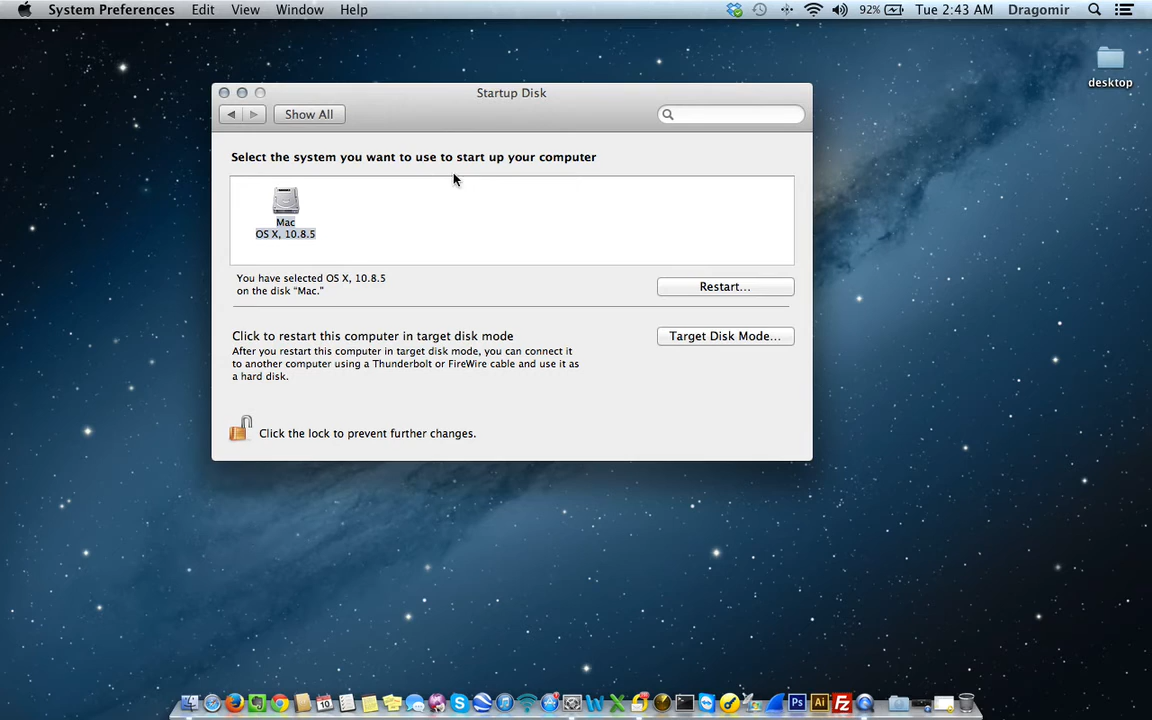 System Preferences Edit View Window Help 92% Tue 2:43 AM Dragomir
desktop
Startup Disk
Show All
Select the system you want to use to start up your computer
Mac
OS X, 10.8.5
You have selected OS X, 10.8.5
on the disk “Mac.”
Restart...
Click to restart this computer in target disk mode
Target Disk Mode...
After you restart this computer in target disk mode, you can connect it
to another computer using a Thunderbolt or FireWire cable and use it as
a hard disk.
Click the lock to prevent further changes.
10 Ps Ai Fz